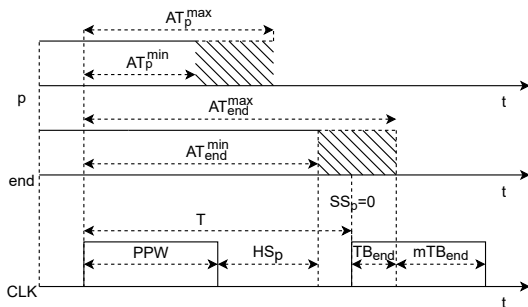 AT_p^max
AT_p^min
p t
AT_end^max
AT_end^min
end t
SS_p=0
T
PPW HS_p TB_end mTB_end
CLK t